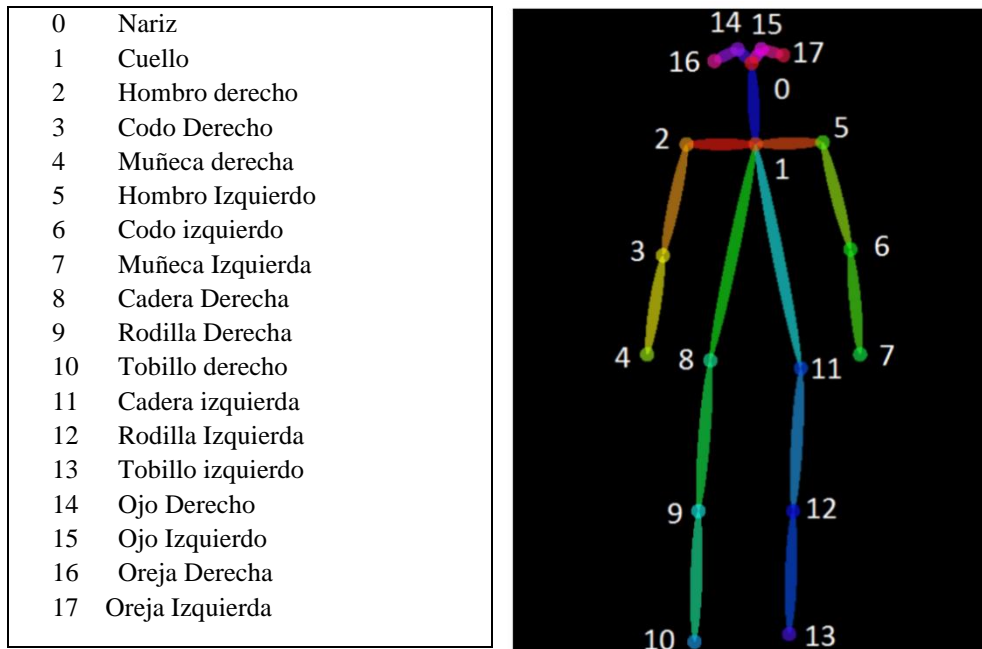 0 Nariz
1 Cuello
2 Hombro derecho
3 Codo Derecho
4 Muñeca derecha
5 Hombro Izquierdo
6 Codo izquierdo
7 Muñeca Izquierda
8 Cadera Derecha
9 Rodilla Derecha
10 Tobillo derecho
11 Cadera izquierda
12 Rodilla Izquierda
13 Tobillo izquierdo
14 Ojo Derecho
15 Ojo Izquierdo
16 Oreja Derecha
17 Oreja Izquierda
14 15
16 17
0
2 5
1
3 6
4 7
8 11
9 12
10 13